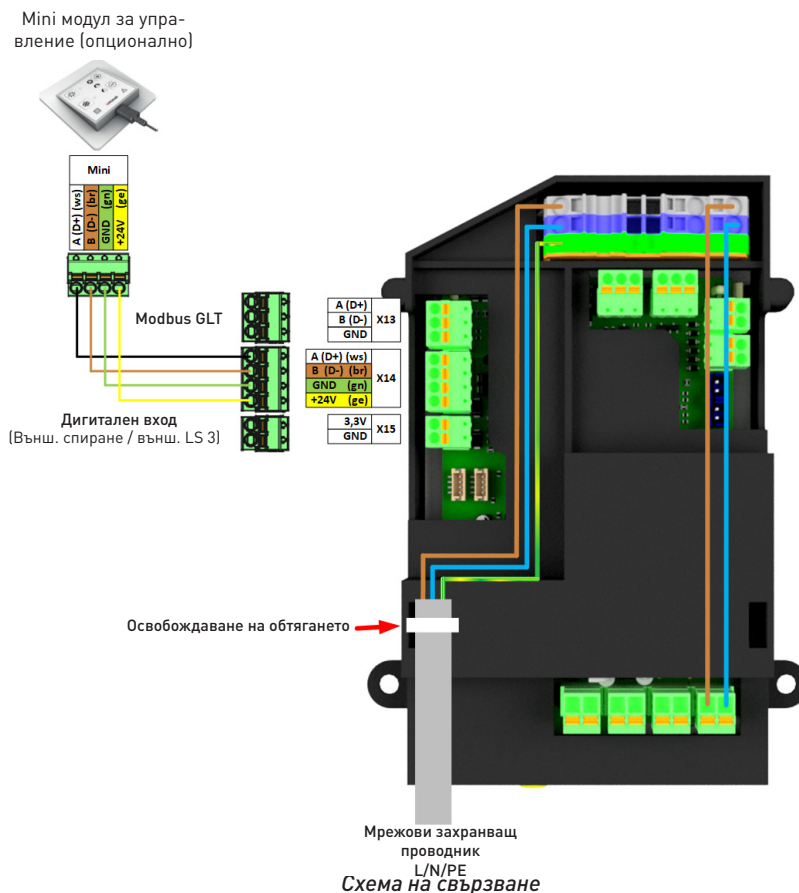 Mini модул за упра-
вление (опционално)
Mini
A (D+) (ws)
B (D-) (br)
GND (gn)
+24V (ge)
Modbus GLT
A (D+)
B (D-)
GND
X13
A (D+) (ws)
B (D-) (br)
GND (gn)
+24V (ge)
X14
Дигитален вход
(Външ. спиране / външ. LS 3)
3,3V
GND
X15
Освобождаване на обтягането
Мрежови захранващ
проводник
L/N/PE
Схема на свързване